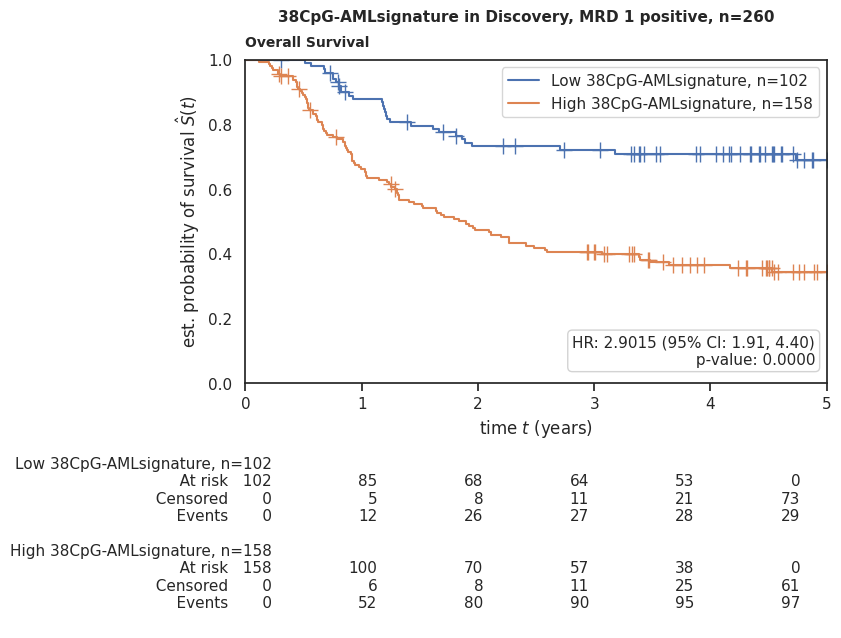 38CpG-AMLsignature in Discovery, MRD 1 positive, n=260
Overall Survival
1.0
0.8
0.6
0.4
0.2
0.0
est. probability of survival Ŝ(t)
Low 38CpG-AMLsignature, n=102
High 38CpG-AMLsignature, n=158
HR: 2.9015 (95% CI: 1.91, 4.40)
p-value: 0.0000
0 1 2 3 4 5
time t (years)
Low 38CpG-AMLsignature, n=102
At risk 102 85 68 64 53 0
Censored 0 5 8 11 21 73
Events 0 12 26 27 28 29
High 38CpG-AMLsignature, n=158
At risk 158 100 70 57 38 0
Censored 0 6 8 11 25 61
Events 0 52 80 90 95 97